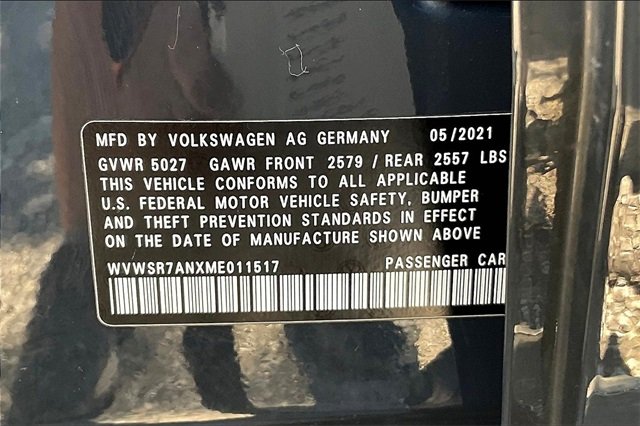 MFD BY VOLKSWAGEN AG GERMANY 05/2021
GVWR 5027 GAWR FRONT 2579 / REAR 2557 LBS
THIS VEHICLE CONFORMS TO ALL APPLICABLE
U.S. FEDERAL MOTOR VEHICLE SAFETY, BUMPER
AND THEFT PREVENTION STANDARDS IN EFFECT
ON THE DATE OF MANUFACTURE SHOWN ABOVE
WVWSR7ANXME011517 PASSENGER CAR